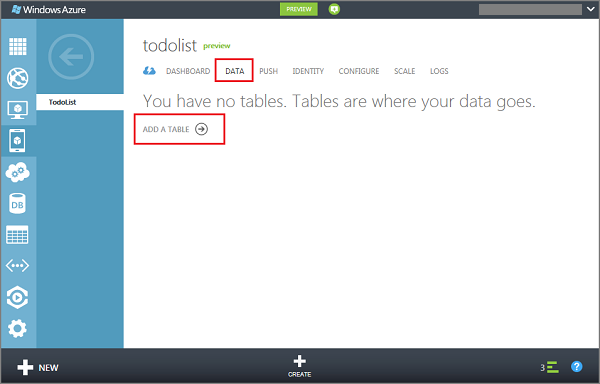 Windows Azure
PREVIEW
todolist preview
DASHBOARD DATA PUSH IDENTITY CONFIGURE SCALE LOGS
TodoList
You have no tables. Tables are where your data goes.
ADD A TABLE
DB
NEW
CREATE
3
?